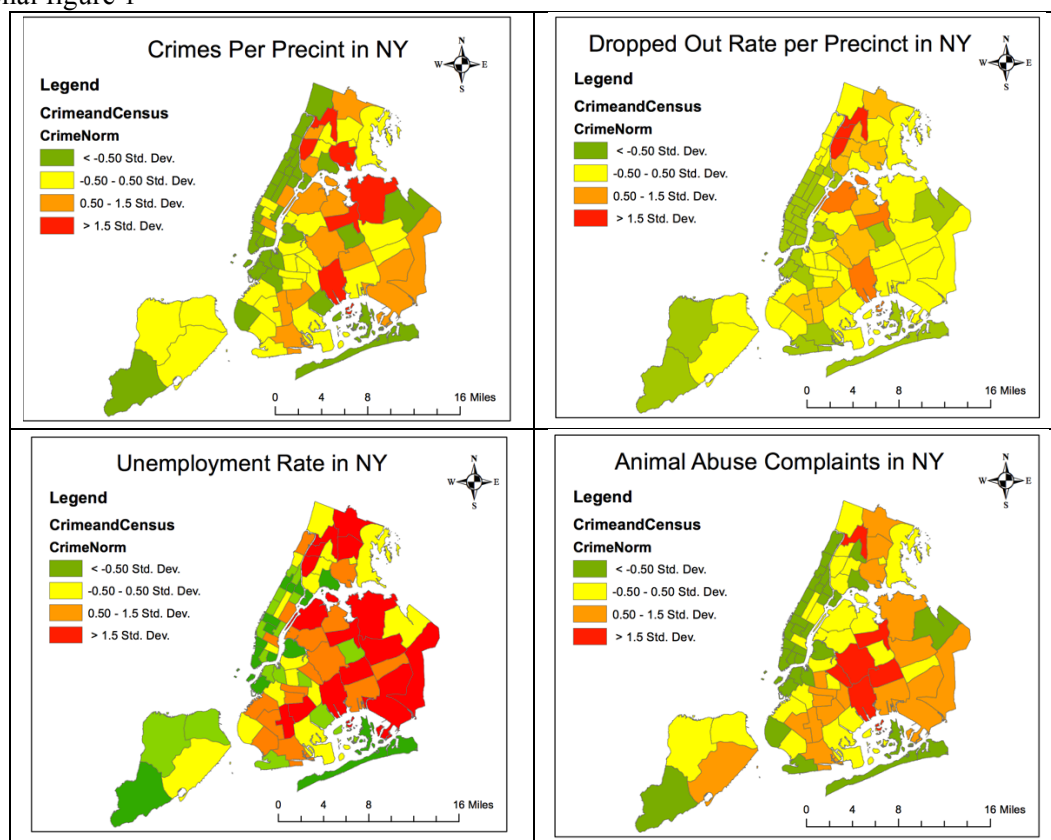 nal figure 1
Crimes Per Precint in NY
N
W E
S
Legend
CrimeandCensus
CrimeNorm
< -0.50 Std. Dev.
-0.50 - 0.50 Std. Dev.
0.50 - 1.5 Std. Dev.
> 1.5 Std. Dev.
0 4 8 16 Miles
Dropped Out Rate per Precinct in NY
N
W E
S
Legend
CrimeandCensus
CrimeNorm
< -0.50 Std. Dev.
-0.50 - 0.50 Std. Dev.
0.50 - 1.5 Std. Dev.
> 1.5 Std. Dev.
0 4 8 16 Miles
Unemployment Rate in NY
N
W E
S
Legend
CrimeandCensus
CrimeNorm
< -0.50 Std. Dev.
-0.50 - 0.50 Std. Dev.
0.50 - 1.5 Std. Dev.
> 1.5 Std. Dev.
0 4 8 16 Miles
Animal Abuse Complaints in NY
N
W E
S
Legend
CrimeandCensus
CrimeNorm
< -0.50 Std. Dev.
-0.50 - 0.50 Std. Dev.
0.50 - 1.5 Std. Dev.
> 1.5 Std. Dev.
0 4 8 16 Miles